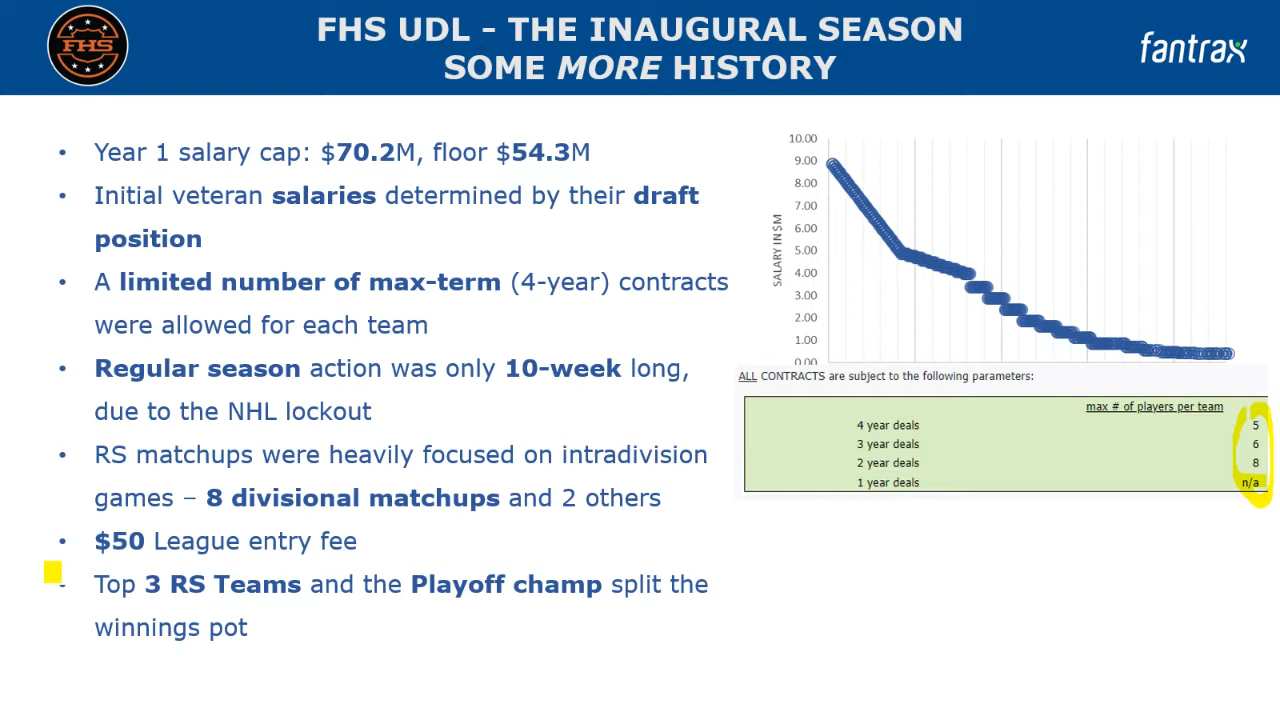 FHS UDL – THE INAUGURAL SEASON
SOME MORE HISTORY
FHS
fantrax
• Year 1 salary cap: $70.2M, floor $54.3M
• Initial veteran salaries determined by their draft
position
• A limited number of max-term (4-year) contracts
were allowed for each team
• Regular season action was only 10-week long,
due to the NHL lockout
• RS matchups were heavily focused on intradivision
games – 8 divisional matchups and 2 others
• $50 League entry fee
• Top 3 RS Teams and the Playoff champ split the
winnings pot
SALARY IN $M
10.00
9.00
8.00
7.00
6.00
5.00
4.00
3.00
2.00
1.00
0.00
ALL CONTRACTS are subject to the following parameters:
max # of players per team
4 year deals 5
3 year deals 6
2 year deals 8
1 year deals n/a